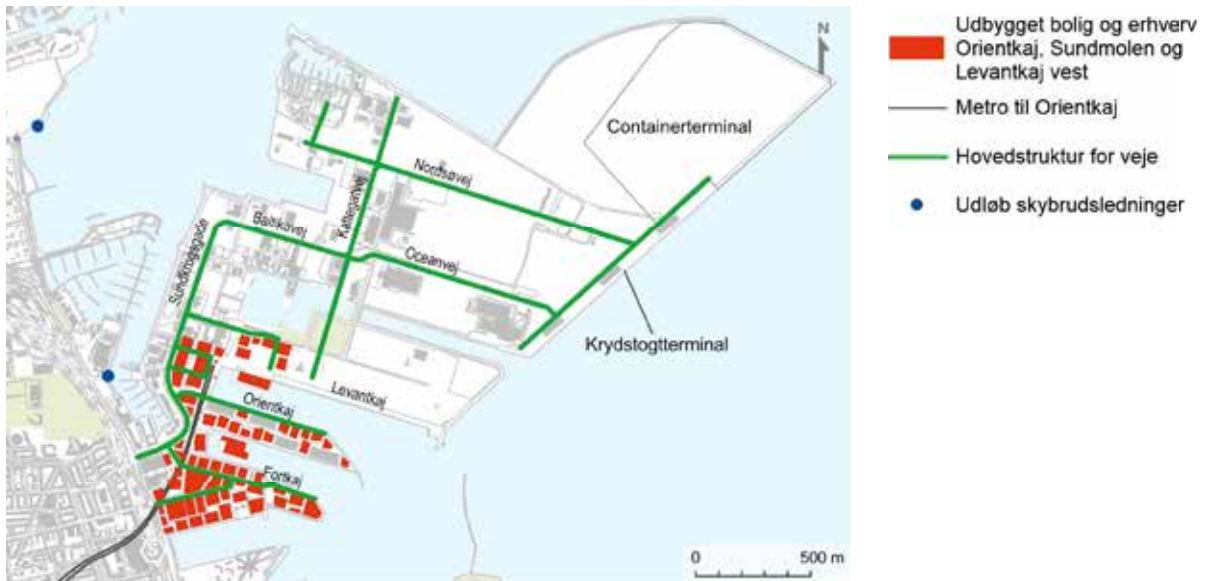 N
Containerterminal
Nordsøvej
Kattegatvej
Baltikavej
Sundkrogsgade
Oceanvej
Krydstogtterminal
Levantkaj
Orientkaj
Fortkaj
0 500 m
Udbygget bolig og erhverv
Orientkaj, Sundmolen og
Levantkaj vest
Metro til Orientkaj
Hovedstruktur for veje
Udløb skybrudsledninger